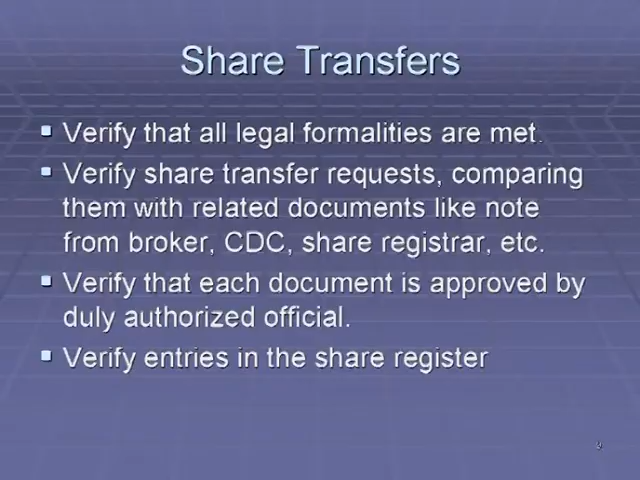 Share Transfers
Verify that all legal formalities are met.
Verify share transfer requests, comparing
them with related documents like note
from broker, CDC, share registrar, etc.
Verify that each document is approved by
duly authorized official.
Verify entries in the share register
9